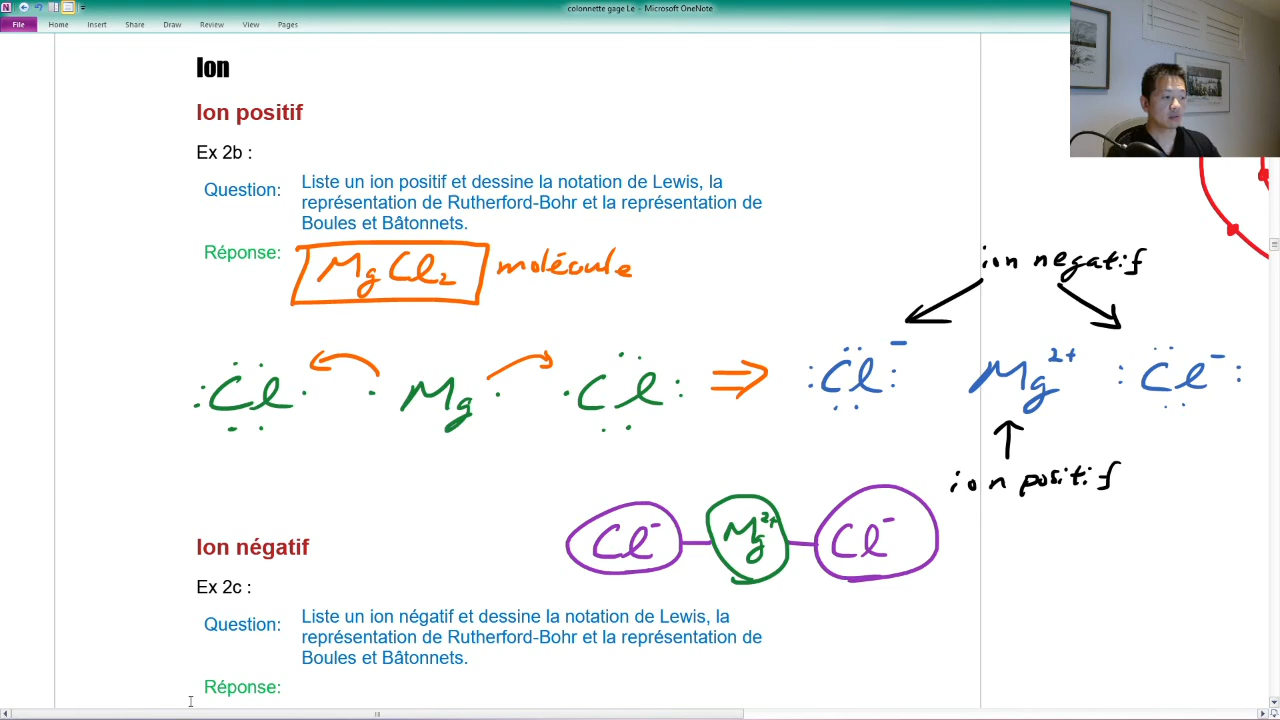 colonnette gage Le - Microsoft OneNote
File Home Insert Share Draw Review View Pages
Ion
Ion positif
Ex 2b :
Question: Liste un ion positif et dessine la notation de Lewis, la
représentation de Rutherford-Bohr et la représentation de
Boules et Bâtonnets.
Réponse: MgCl2 molécule
ion negatif
Cl Mg Cl ⇒ Cl⁻ Mg²⁺ Cl⁻
ion positif
Cl⁻ Mg²⁺ Cl⁻
Ion négatif
Ex 2c :
Question: Liste un ion négatif et dessine la notation de Lewis, la
représentation de Rutherford-Bohr et la représentation de
Boules et Bâtonnets.
Réponse: